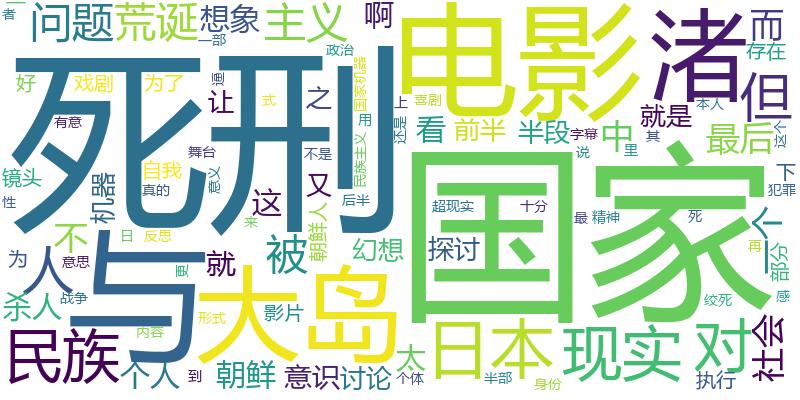 者 问题 荒诞 想象 主义 啊 电影 渚 而
一部 政治 但 存在
死刑 好 戏剧 为了 通 让 之 国家机器 式 喜剧 上 就是 本人
有意 舞台 用 还是 看 前半 半段 字幕 中 其 最后 这个
镜头 自我 意义 不是 民族主义 说 里
性 真的 机器 这 又 后半 超现实 十分 国家 一个 下
不 日 反思 来 朝鲜人 最 精神 死 犯罪
为 人 意思 与 更 就 被 幻想 探讨 再 部分
杀人 战争 大岛 影片 绞死 感
民族 内容 形式 日本 现实 对 社会
个人 到 朝鲜 意识 讨论 太 个体 半部 身份 执行